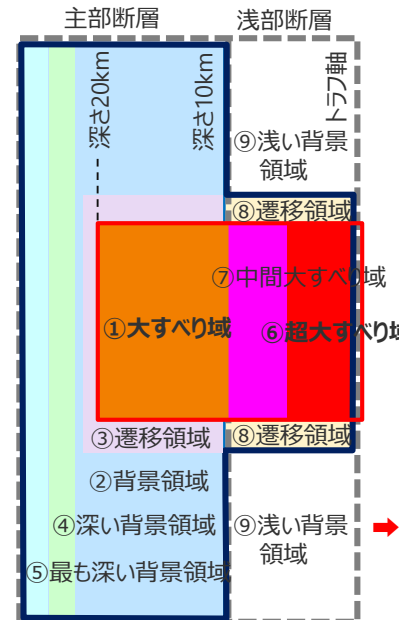 主部断層
浅部断層
深さ20km
深さ10km
トラフ軸
⑨浅い背景
領域
⑧遷移領域
⑦中間大すべり域
①大すべり域
⑥超大すべり域
③遷移領域
⑧遷移領域
②背景領域
④深い背景領域
⑨浅い背景
領域
⑤最も深い背景領域